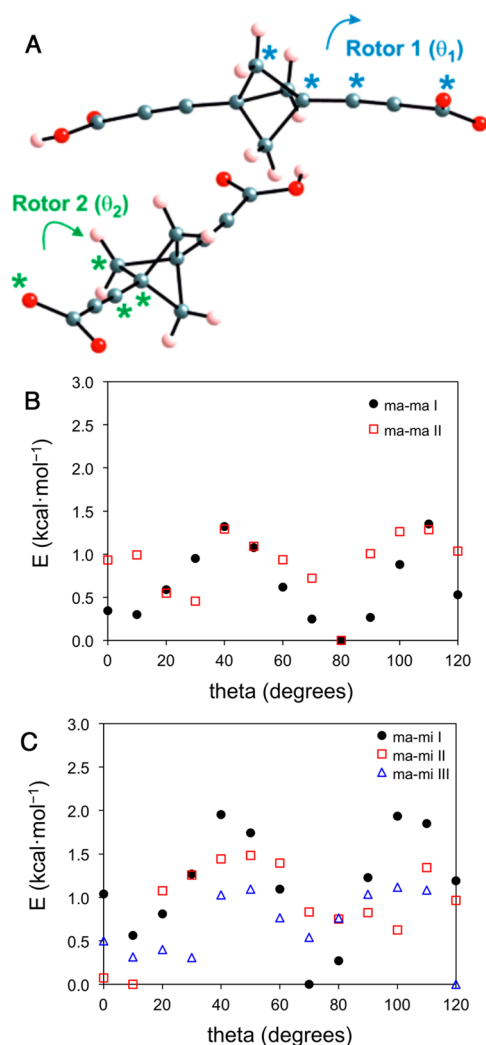 A
Rotor 1 (θ1)
Rotor 2 (θ2)
B
3.0
2.5
2.0
1.5
1.0
0.5
0.0
E (kcal·mol⁻¹)
ma-ma I
ma-ma II
0 20 40 60 80 100 120
theta (degrees)
C
3.0
2.5
2.0
1.5
1.0
0.5
0.0
E (kcal·mol⁻¹)
ma-mi I
ma-mi II
ma-mi III
0 20 40 60 80 100 120
theta (degrees)